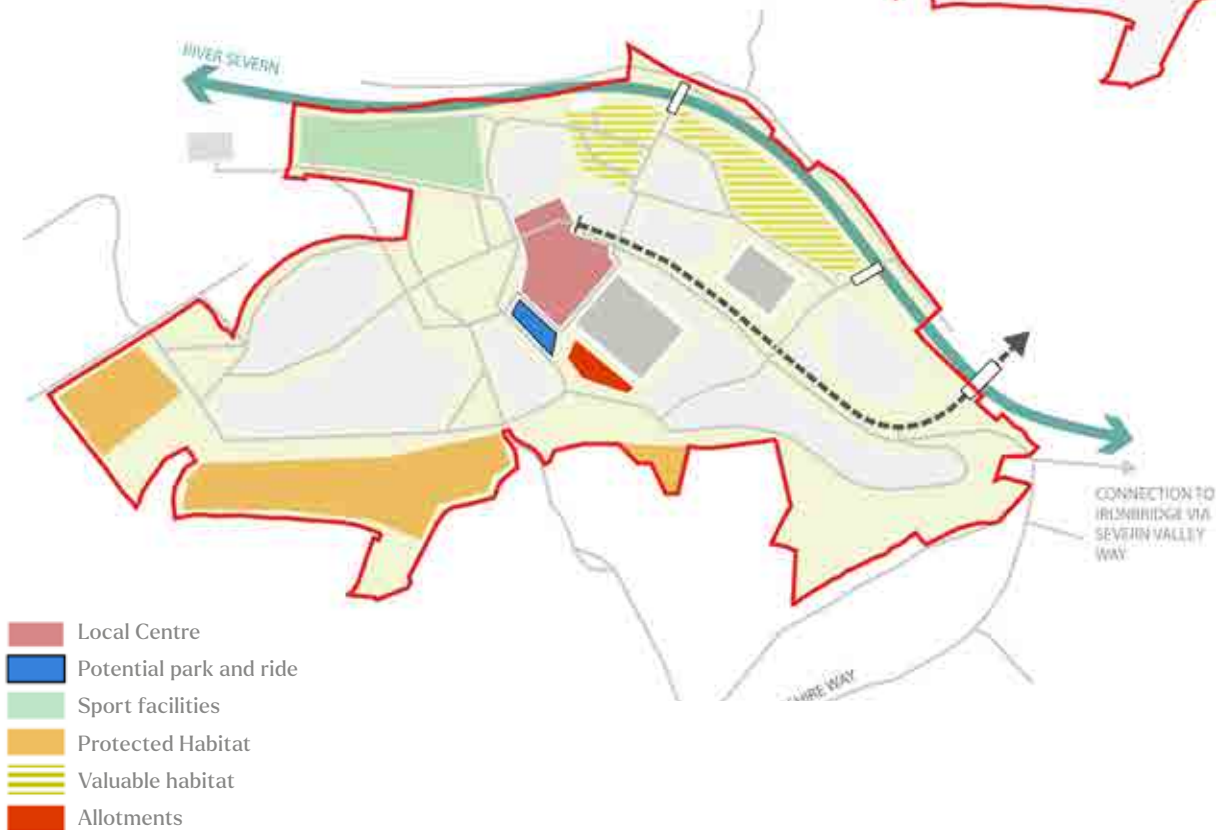 RIVER SEVERN
CONNECTION TO
IRONBRIDGE VIA
SEVERN VALLEY
WAY
WAY
Local Centre
Potential park and ride
Sport facilities
Protected Habitat
Valuable habitat
Allotments